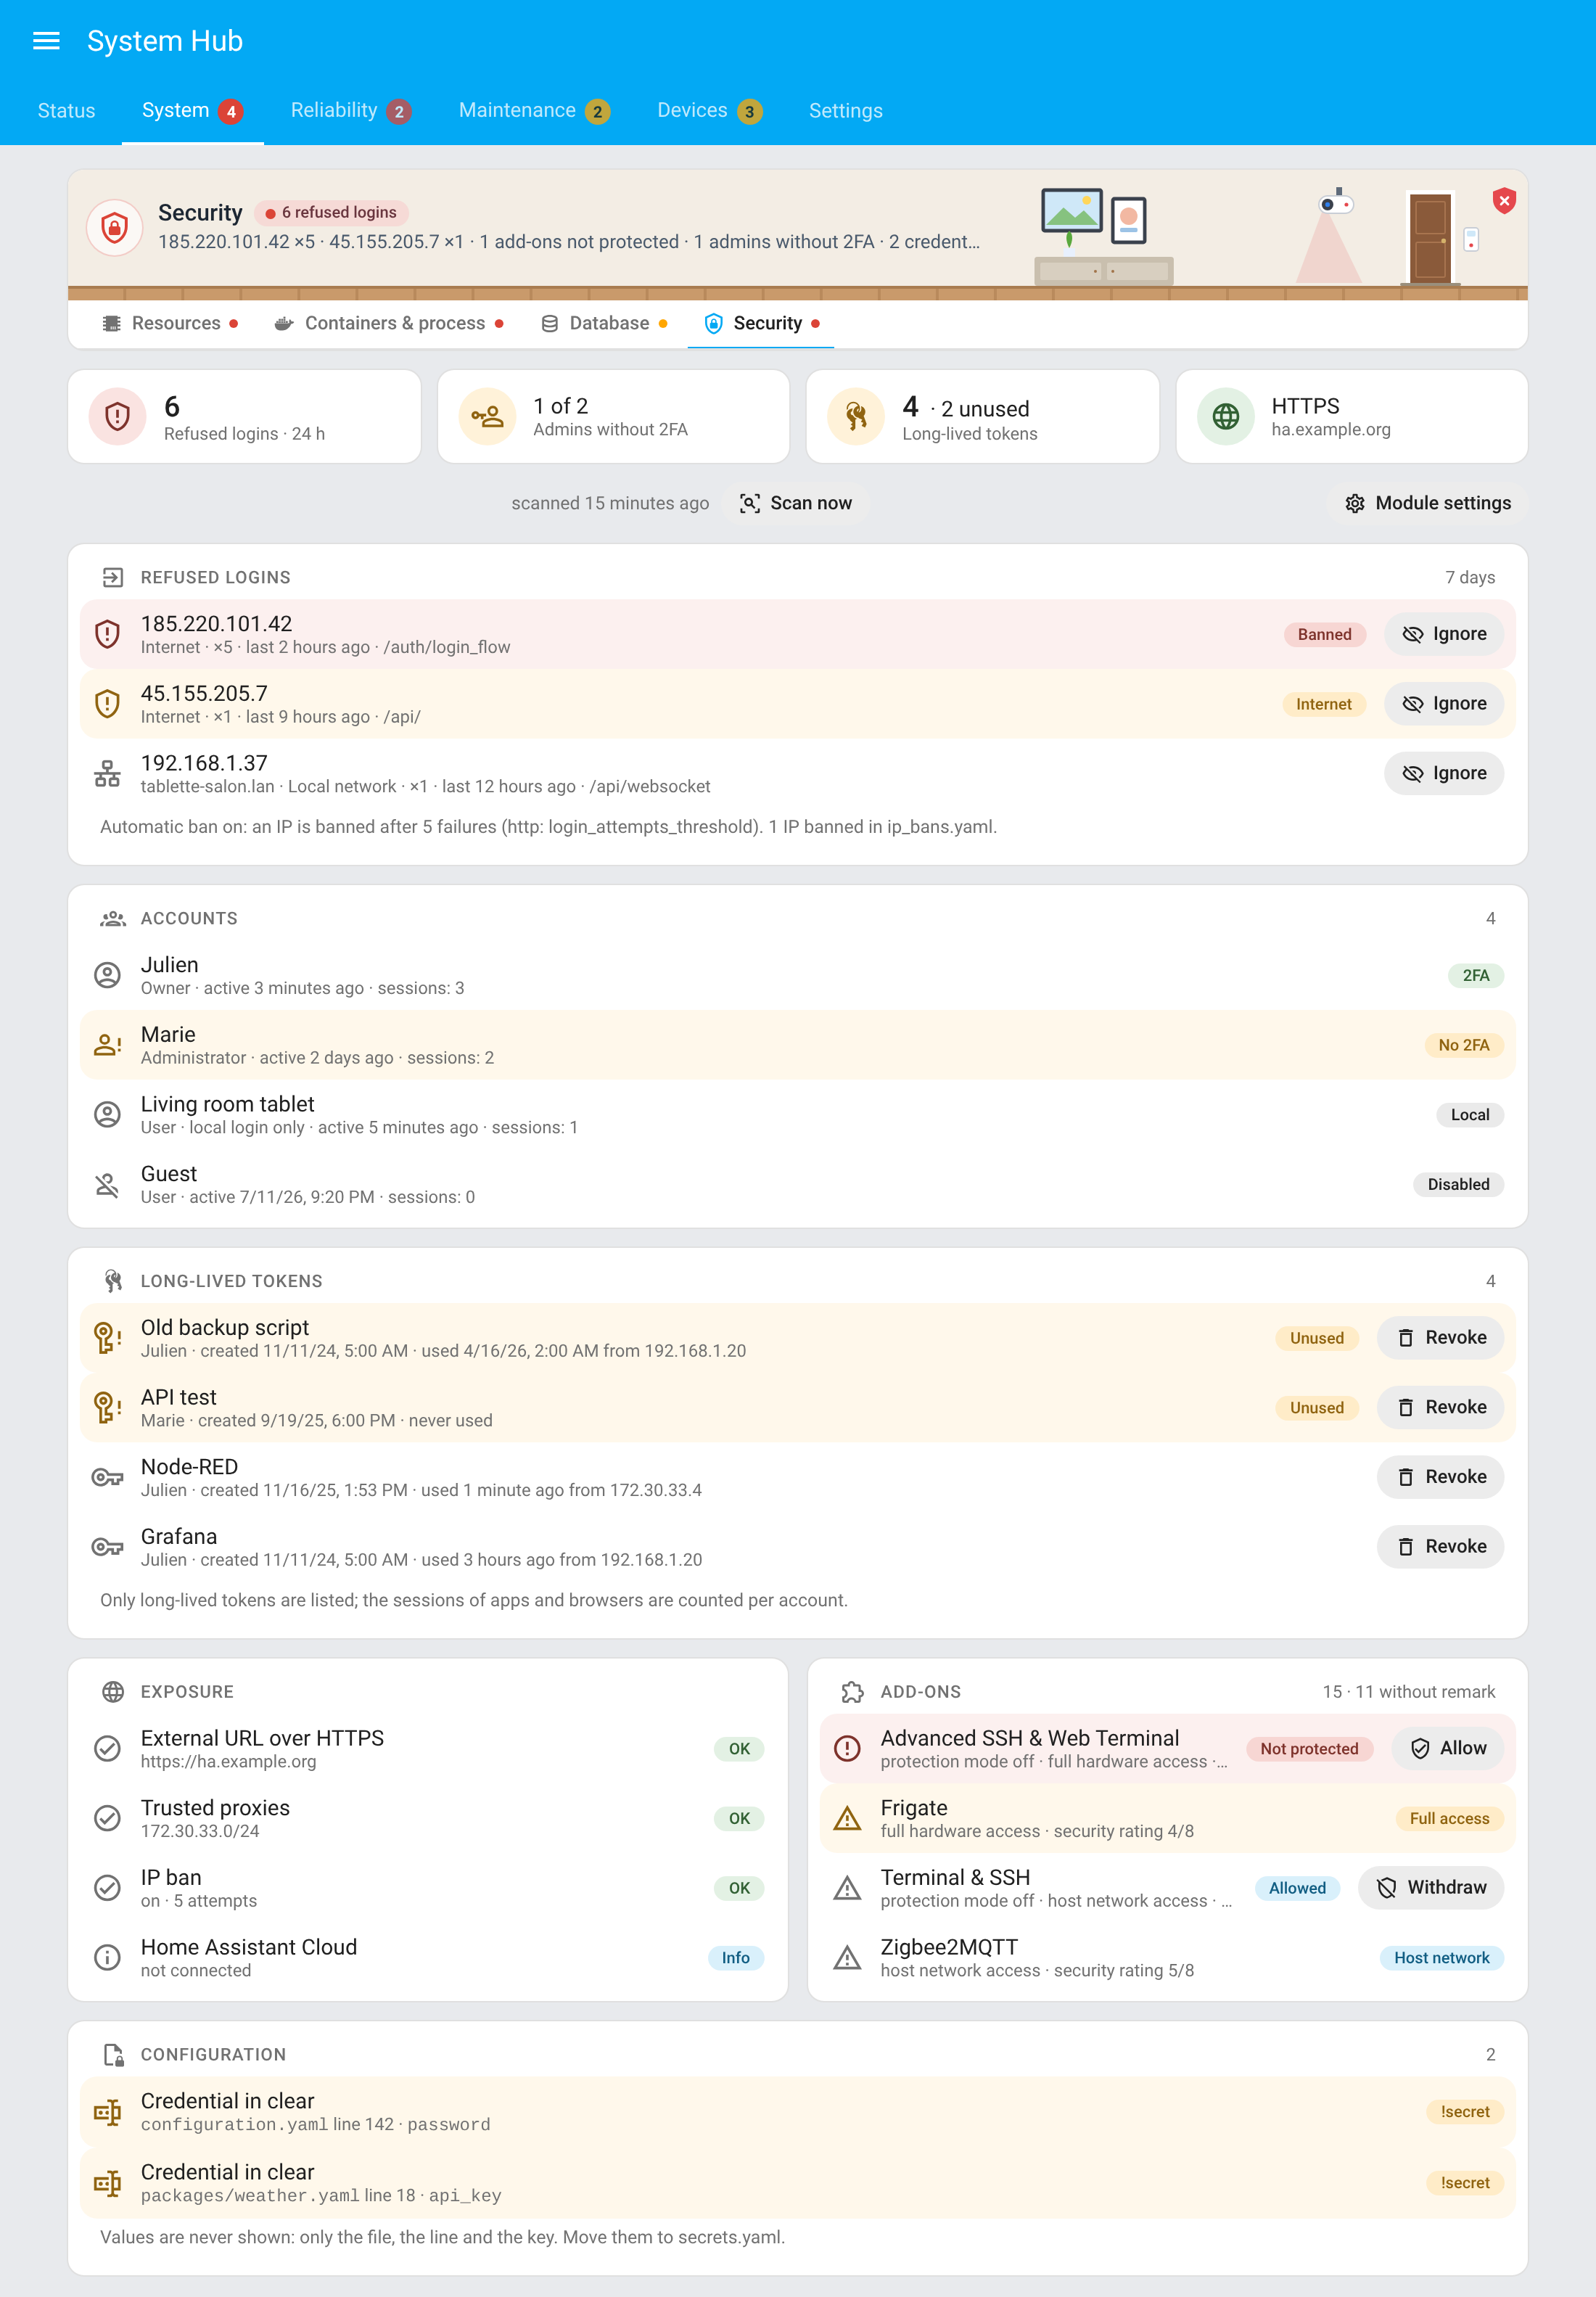 System Hub
Status System 4 Reliability 2 Maintenance 2 Devices 3 Settings
Security 6 refused logins
185.220.101.42 ×5 · 45.155.205.7 ×1 · 1 add-ons not protected · 1 admins without 2FA · 2 credent…
Resources Containers & process Database Security
6
Refused logins · 24 h
1 of 2
Admins without 2FA
4 · 2 unused
Long-lived tokens
HTTPS
ha.example.org
scanned 15 minutes ago Scan now Module settings
REFUSED LOGINS 7 days
185.220.101.42
Internet · ×5 · last 2 hours ago · /auth/login_flow
Banned Ignore
45.155.205.7
Internet · ×1 · last 9 hours ago · /api/
Internet Ignore
192.168.1.37
tablette-salon.lan · Local network · ×1 · last 12 hours ago · /api/websocket
Ignore
Automatic ban on: an IP is banned after 5 failures (http: login_attempts_threshold). 1 IP banned in ip_bans.yaml.
ACCOUNTS 4
Julien
Owner · active 3 minutes ago · sessions: 3
2FA
Marie
Administrator · active 2 days ago · sessions: 2
No 2FA
Living room tablet
User · local login only · active 5 minutes ago · sessions: 1
Local
Guest
User · active 7/11/26, 9:20 PM · sessions: 0
Disabled
LONG-LIVED TOKENS 4
Old backup script
Julien · created 11/11/24, 5:00 AM · used 4/16/26, 2:00 AM from 192.168.1.20
Unused Revoke
API test
Marie · created 9/19/25, 6:00 PM · never used
Unused Revoke
Node-RED
Julien · created 11/16/25, 1:53 PM · used 1 minute ago from 172.30.33.4
Revoke
Grafana
Julien · created 11/11/24, 5:00 AM · used 3 hours ago from 192.168.1.20
Revoke
Only long-lived tokens are listed; the sessions of apps and browsers are counted per account.
EXPOSURE
External URL over HTTPS
https://ha.example.org
OK
Trusted proxies
172.30.33.0/24
OK
IP ban
on · 5 attempts
OK
Home Assistant Cloud
not connected
Info
ADD-ONS 15 · 11 without remark
Advanced SSH & Web Terminal
protection mode off · full hardware access ·…
Not protected Allow
Frigate
full hardware access · security rating 4/8
Full access
Terminal & SSH
protection mode off · host network access · …
Allowed Withdraw
Zigbee2MQTT
host network access · security rating 5/8
Host network
CONFIGURATION 2
Credential in clear
configuration.yaml line 142 · password
!secret
Credential in clear
packages/weather.yaml line 18 · api_key
!secret
Values are never shown: only the file, the line and the key. Move them to secrets.yaml.